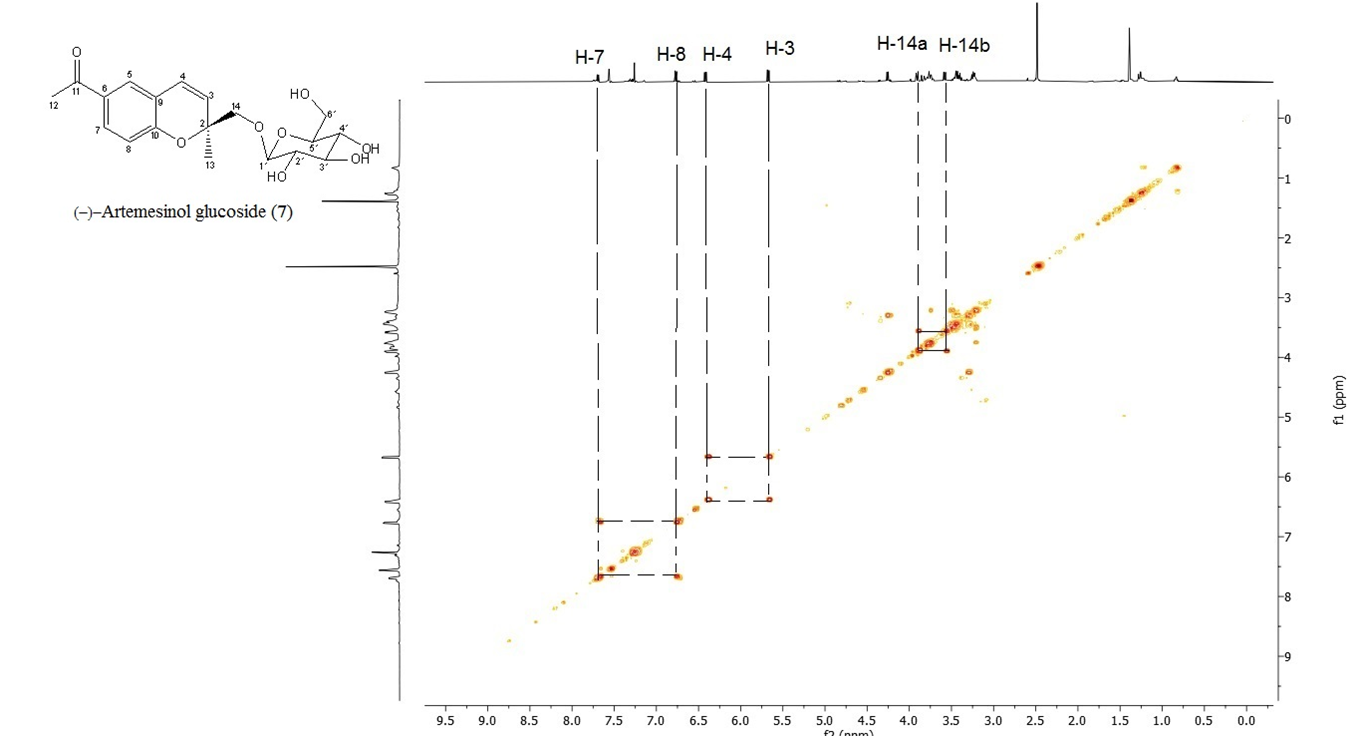 H-7 H-8 H-4 H-3 H-14a H-14b
O
11
12
6
5
4
7
9
3
8
10
O
2
13
14
O
HO
6′
O
4′
5′
OH
1′
2′
3′
OH
HO
(−)−Artemesinol glucoside (7)
0
1
2
3
4
5
6
7
8
9
f1 (ppm)
9.5 9.0 8.5 8.0 7.5 7.0 6.5 6.0 5.5 5.0 4.5 4.0 3.5 3.0 2.5 2.0 1.5 1.0 0.5 0.0
f2 (ppm)